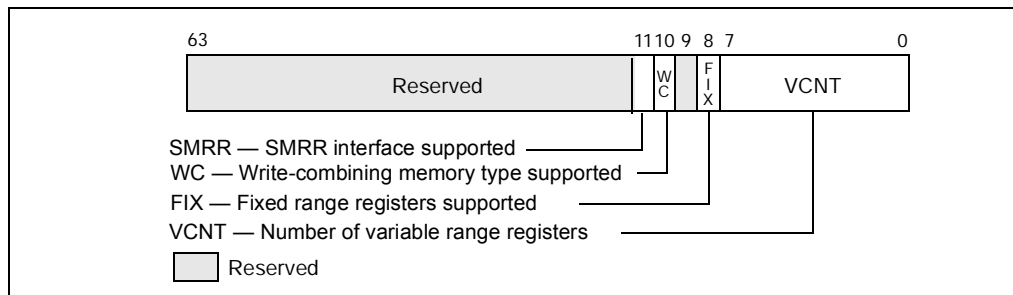 63 11 10 9 8 7 0
Reserved
W
C
F
I
X
VCNT
SMRR — SMRR interface supported
WC — Write-combining memory type supported
FIX — Fixed range registers supported
VCNT — Number of variable range registers
Reserved